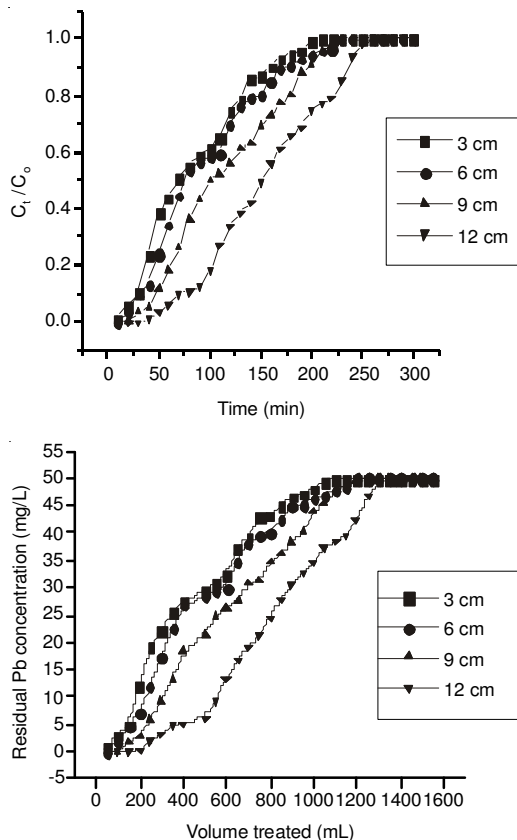 1.0
0.8
0.6
0.4
0.2
0.0
Ct/Co
0 50 100 150 200 250 300
Time (min)
3 cm
6 cm
9 cm
12 cm
55
50
45
40
35
30
25
20
15
10
5
0
-5
Residual Pb concentration (mg/L)
0 200 400 600 800 1000 1200 1400 1600
Volume treated (mL)
3 cm
6 cm
9 cm
12 cm